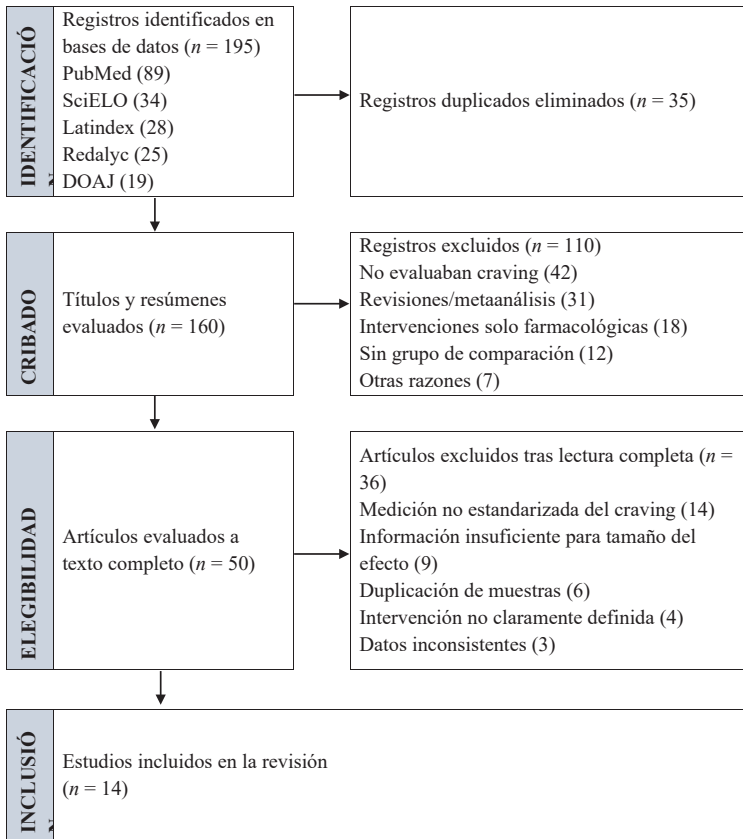 IDENTIFICACIÓ
N
Registros identificados en
bases de datos (n = 195)
PubMed (89)
SciELO (34)
Latindex (28)
Redalyc (25)
DOAJ (19)
Registros duplicados eliminados (n = 35)
CRIBADO
Títulos y resúmenes
evaluados (n = 160)
Registros excluidos (n = 110)
No evaluaban craving (42)
Revisiones/metaanálisis (31)
Intervenciones solo farmacológicas (18)
Sin grupo de comparación (12)
Otras razones (7)
ELEGIBILIDAD
Artículos evaluados a
texto completo (n = 50)
Artículos excluidos tras lectura completa (n =
36)
Medición no estandarizada del craving (14)
Información insuficiente para tamaño del
efecto (9)
Duplicación de muestras (6)
Intervención no claramente definida (4)
Datos inconsistentes (3)
INCLUSIÓ
N
Estudios incluidos en la revisión
(n = 14)